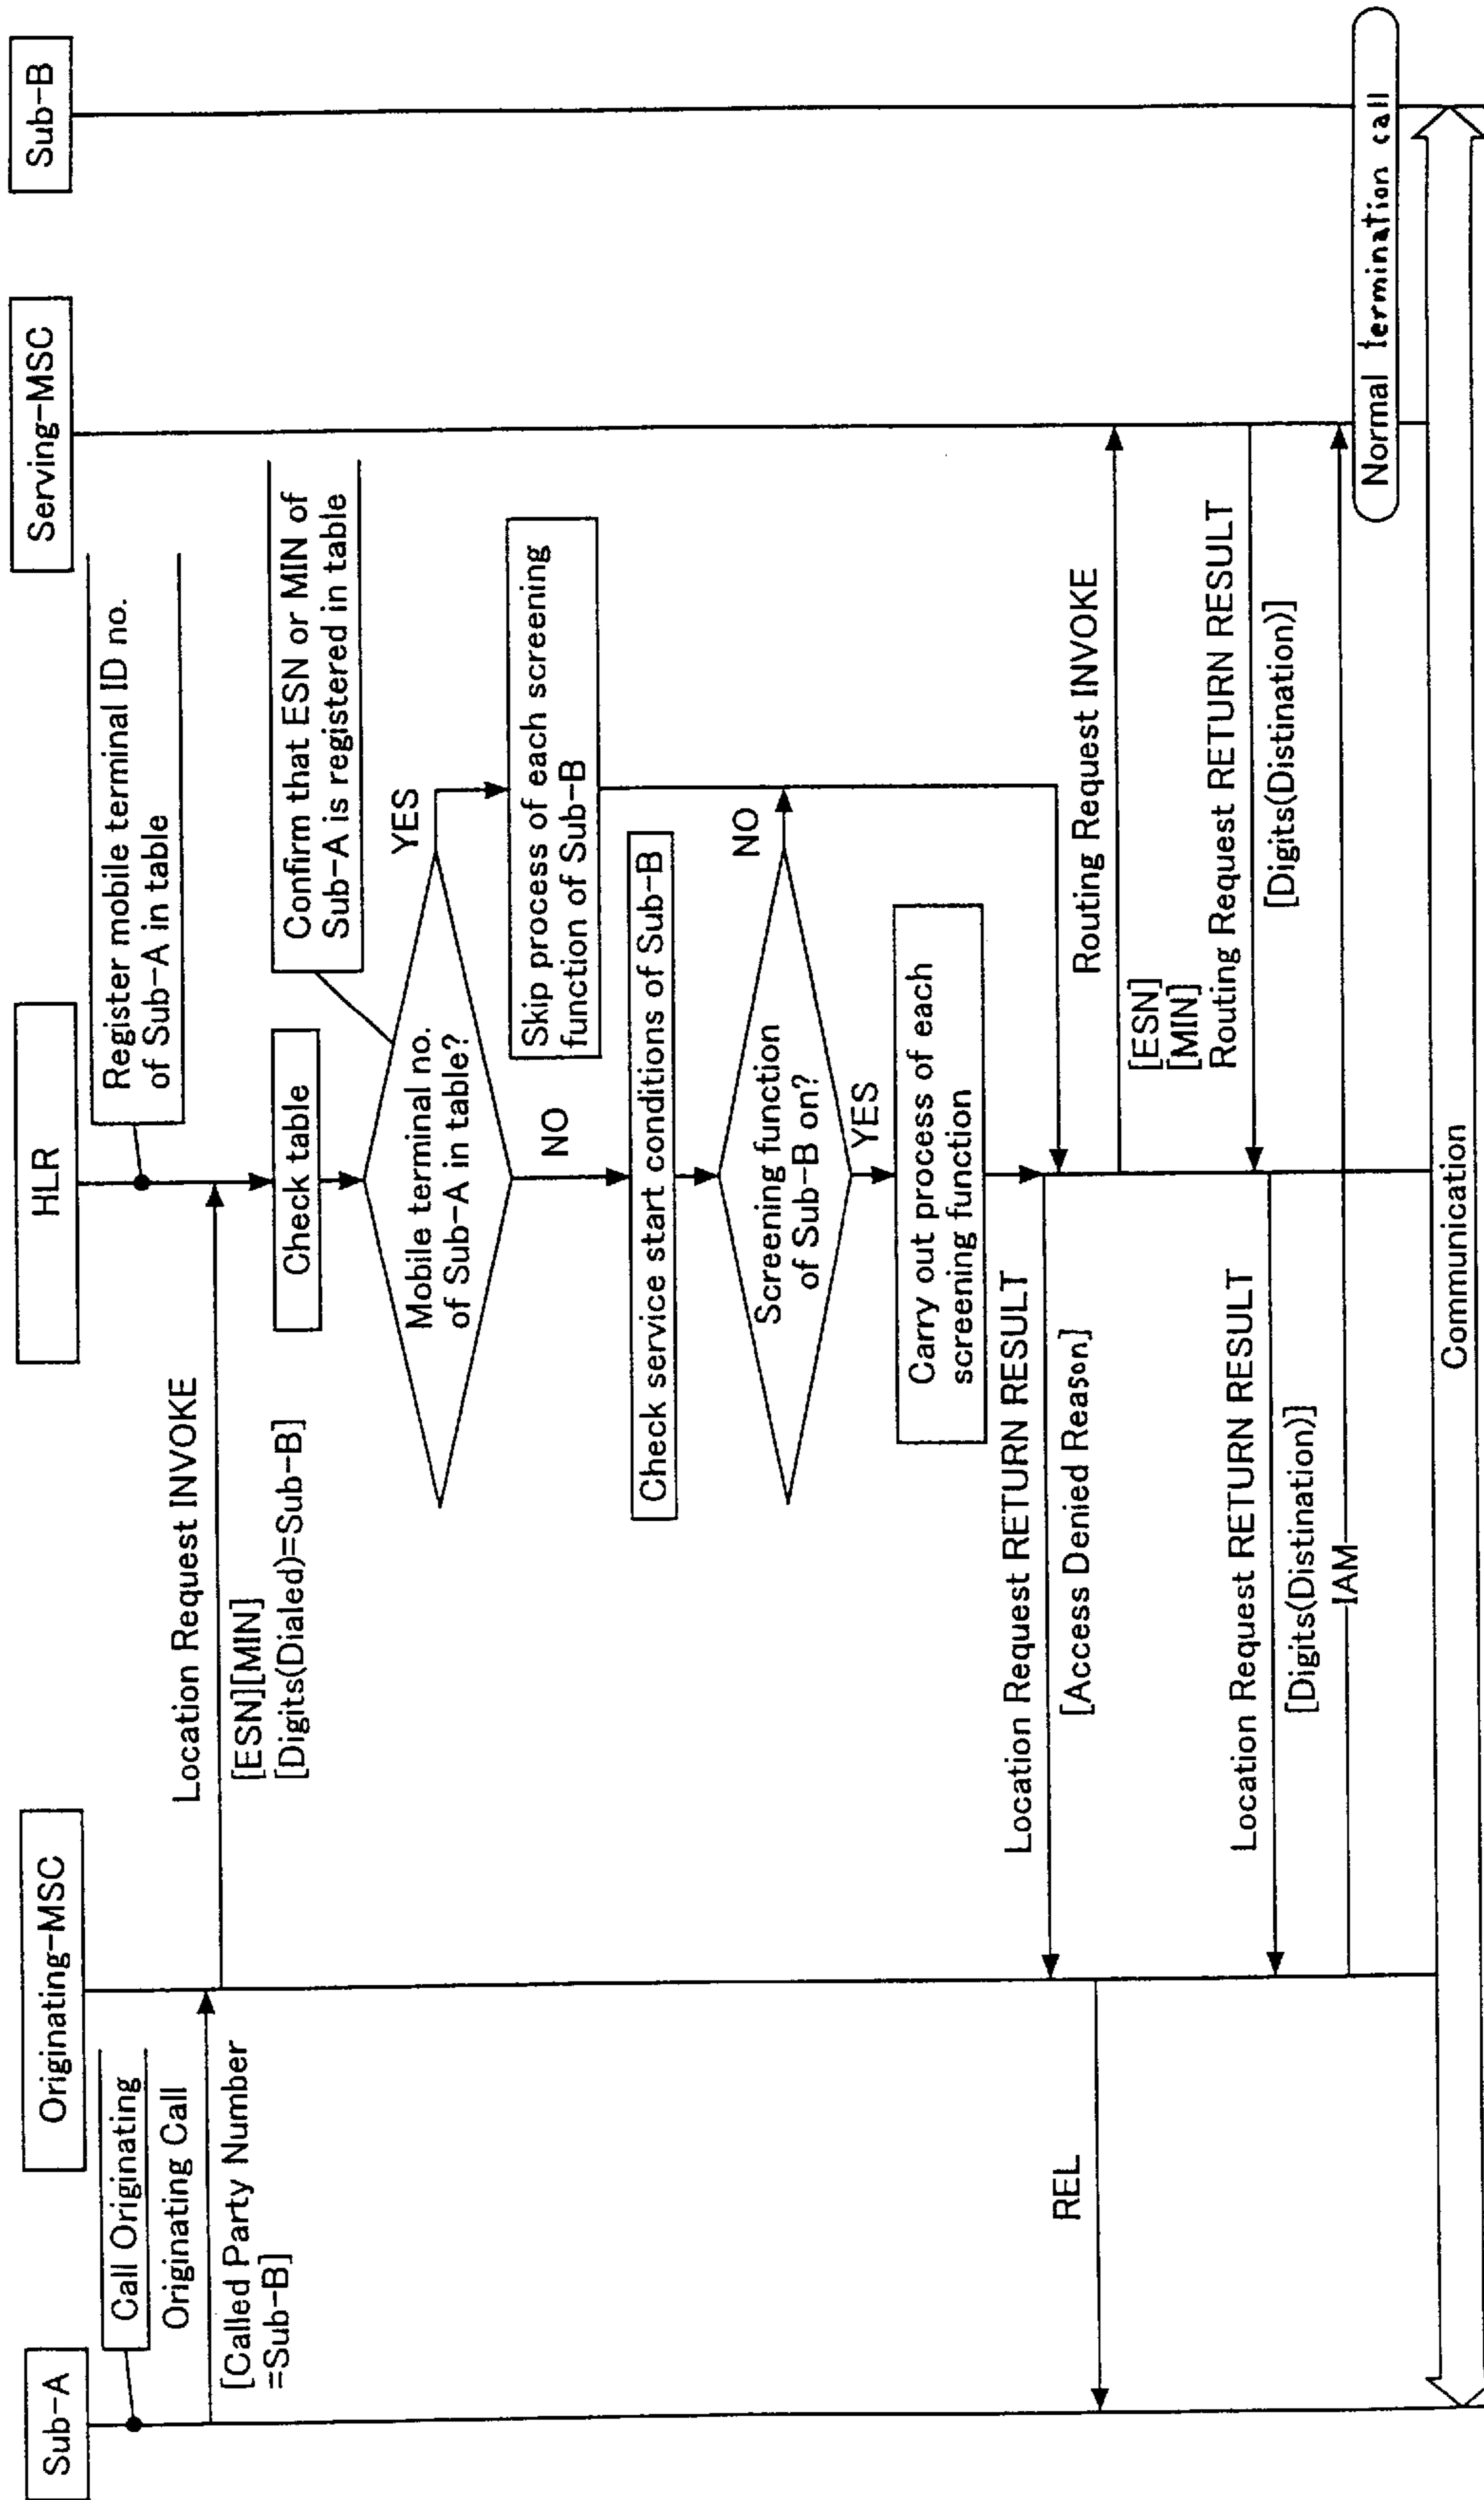 Sub-A
Originating-MSC
HLR
Serving-MSC
Sub-B
Call Originating
Register mobile terminal ID no.
of Sub-A in table
Originating Call
[Called Party Number
=Sub-B]
Location Request INVOKE
[ESN][MIN]
[Digits(Dialed)=Sub-B]
Check table
Confirm that ESN or MIN of
Sub-A is registered in table
Mobile terminal no.
of Sub-A in table?
YES
Skip process of each screening
function of Sub-B
NO
Check service start conditions of Sub-B
Screening function
of Sub-B on?
NO
YES
Carry out process of each
screening function
Location Request RETURN RESULT
[Access Denied Reason]
REL
Routing Request INVOKE
[ESN]
[MIN]
Routing Request RETURN RESULT
[Digits(Distination)]
Location Request RETURN RESULT
[Digits(Distination)]
IAM
Normal termination call
Communication